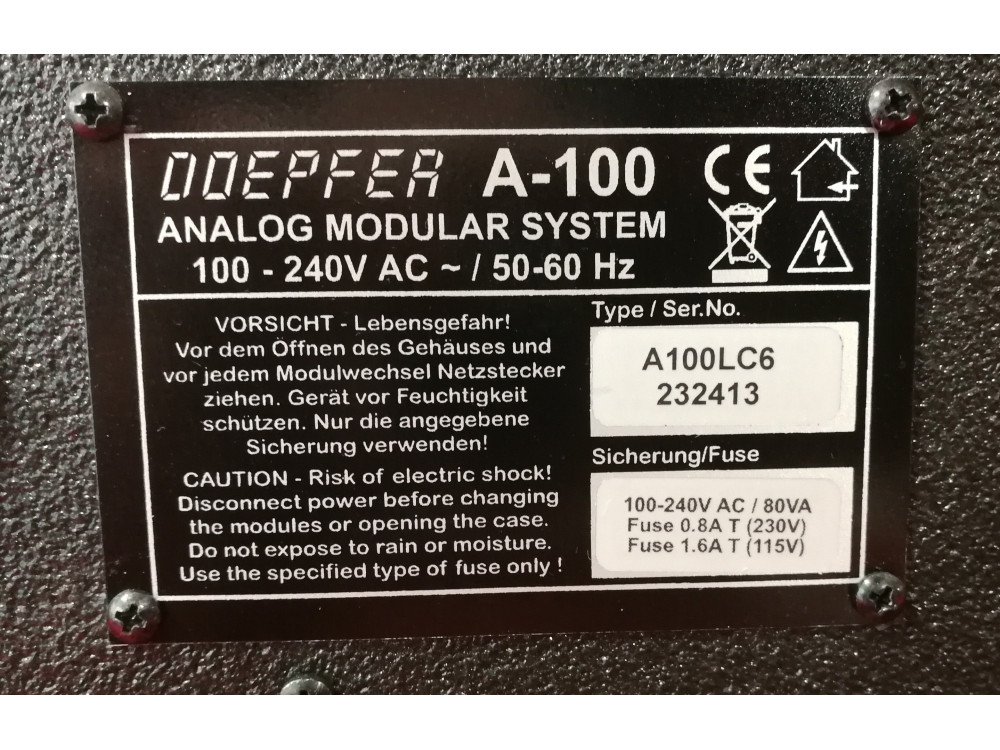 DOEPFER A-100
ANALOG MODULAR SYSTEM
100 - 240V AC ~ / 50-60 Hz
CE
VORSICHT - Lebensgefahr!
Vor dem Öffnen des Gehäuses und
vor jedem Modulwechsel Netzstecker
ziehen. Gerät vor Feuchtigkeit
schützen. Nur die angegebene
Sicherung verwenden!
CAUTION - Risk of electric shock!
Disconnect power before changing
the modules or opening the case.
Do not expose to rain or moisture.
Use the specified type of fuse only !
Type / Ser.No.
A100LC6
232413
Sicherung/Fuse
100-240V AC / 80VA
Fuse 0.8A T (230V)
Fuse 1.6A T (115V)